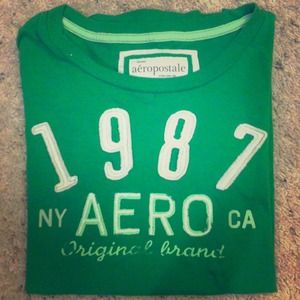 aéropostale
1987
NY AERO CA
Original brand